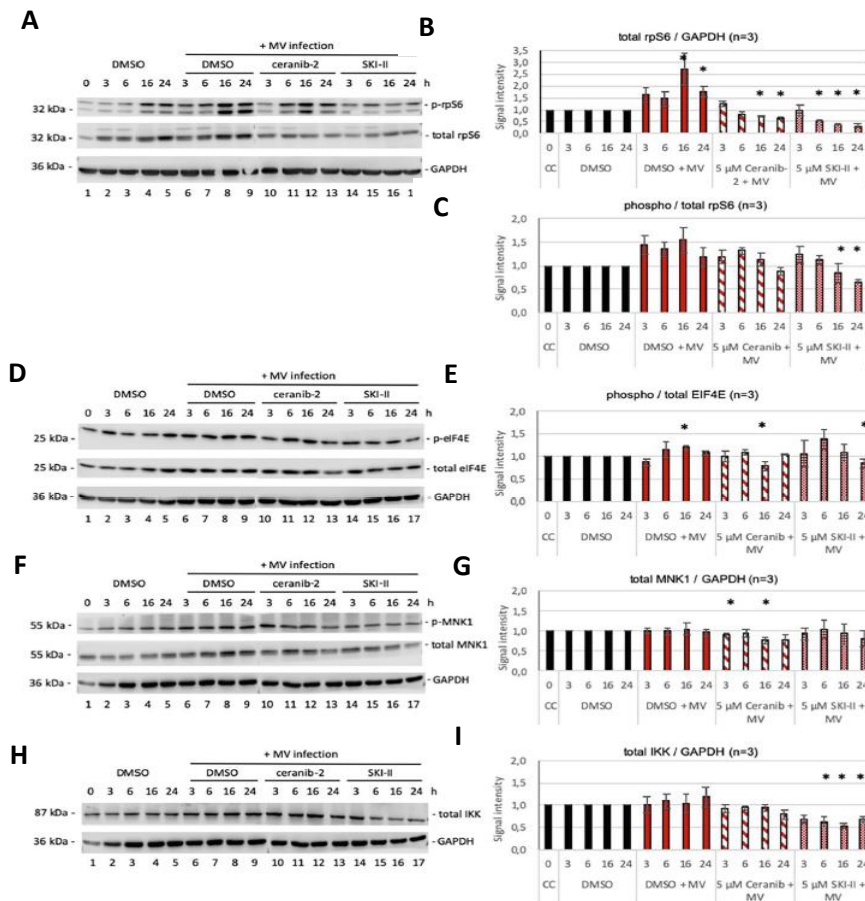 A
+ MV infection
DMSO DMSO ceranib-2 SKI-II
0 3 6 16 24 3 6 16 24 3 6 16 24 3 6 16 24 h
32 kDa - p-rpS6
32 kDa - total rpS6
36 kDa - GAPDH
1 2 3 4 5 6 7 8 9 10 11 12 13 14 15 16 1
B
total rpS6 / GAPDH (n=3)
Signal intensity
3,5
3,0
2,5
2,0
1,5
1,0
0,5
0,0
* * * * * * *
0 3 6 16 24 3 6 16 24 3 6 16 24 3 6 16 24
CC DMSO DMSO + MV 5 µM Ceranib-2 + MV 5 µM SKI-II + MV
C
phospho / total rpS6 (n=3)
Signal intensity
2,0
1,5
1,0
0,5
0,0
* *
0 3 6 16 24 3 6 16 24 3 6 16 24 3 6 16 24
CC DMSO DMSO + MV 5 µM Ceranib + MV 5 µM SKI-II + MV
D
+ MV infection
DMSO DMSO ceranib-2 SKI-II
0 3 6 16 24 3 6 16 24 3 6 16 24 3 6 16 24 h
25 kDa - p-eIF4E
25 kDa - total eIF4E
36 kDa - GAPDH
1 2 3 4 5 6 7 8 9 10 11 12 13 14 15 16 17
E
phospho / total EIF4E (n=3)
Signal intensity
2,0
1,5
1,0
0,5
0,0
* * *
0 3 6 16 24 3 6 16 24 3 6 16 24 3 6 16 24
CC DMSO DMSO + MV 5 µM Ceranib + MV 5 µM SKI-II + MV
F
+ MV infection
DMSO DMSO ceranib-2 SKI-II
0 3 6 16 24 3 6 16 24 3 6 16 24 3 6 16 24 h
55 kDa - p-MNK1
55 kDa - total MNK1
36 kDa - GAPDH
1 2 3 4 5 6 7 8 9 10 11 12 13 14 15 16 17
G
total MNK1 / GAPDH (n=3)
Signal intensity
2,0
1,5
1,0
0,5
0,0
* *
0 3 6 16 24 3 6 16 24 3 6 16 24 3 6 16 24
CC DMSO DMSO + MV 5 µM Ceranib + MV 5 µM SKI-II + MV
H
+ MV infection
DMSO DMSO ceranib-2 SKI-II
0 3 6 16 24 3 6 16 24 3 6 16 24 3 6 16 24 h
87 kDa - total IKK
36 kDa - GAPDH
1 2 3 4 5 6 7 8 9 10 11 12 13 14 15 16 17
I
total IKK / GAPDH (n=3)
Signal intensity
2,0
1,5
1,0
0,5
0,0
* * *
0 3 6 16 24 3 6 16 24 3 6 16 24 3 6 16 24
CC DMSO DMSO + MV 5 µM Ceranib + MV 5 µM SKI-II + MV